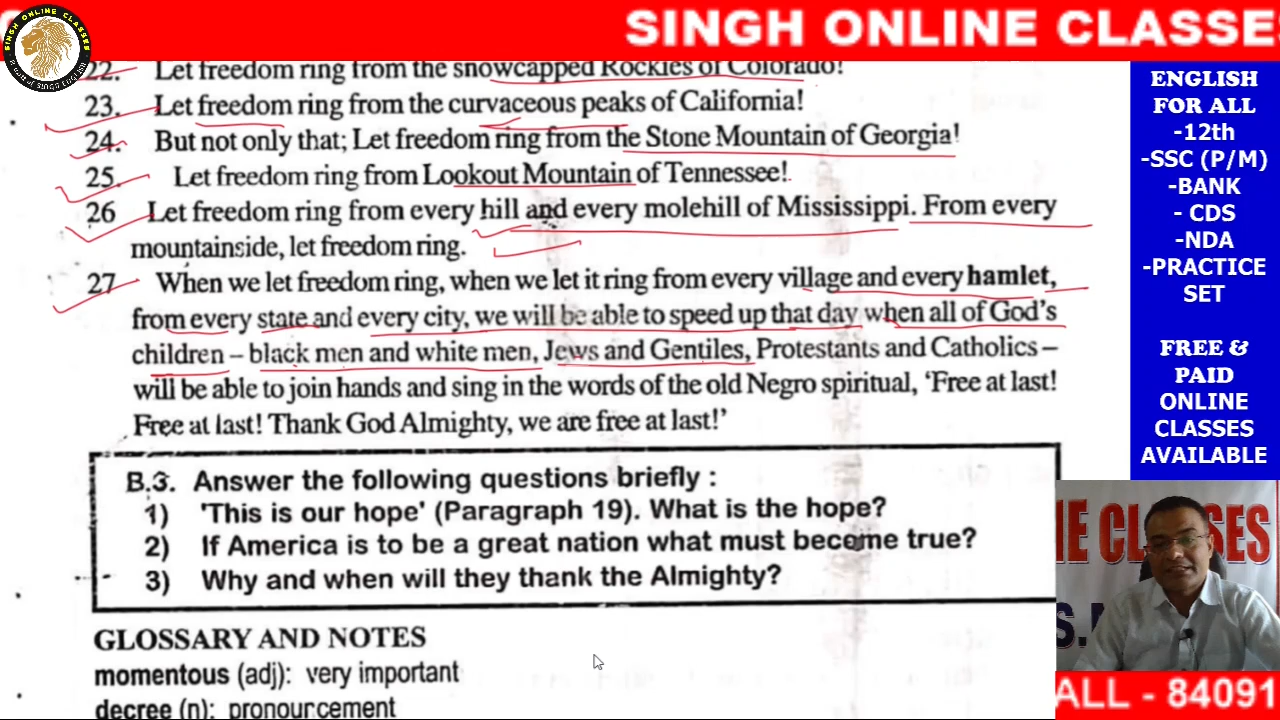 SINGH ONLINE CLASSES
SINGH ONLINE CLASSE
22. Let freedom ring from the snowcapped Rockies of Colorado!
23. Let freedom ring from the curvaceous peaks of California!
24. But not only that; Let freedom ring from the Stone Mountain of Georgia!
25 Let freedom ring from Lookout Mountain of Tennessee!
26 Let freedom ring from every hill and every molehill of Mississippi. From every
mountainside, let freedom ring.
27 When we let freedom ring, when we let it ring from every village and every hamlet,
from every state and every city, we will be able to speed up that day when all of God's
children – black men and white men, Jews and Gentiles, Protestants and Catholics –
will be able to join hands and sing in the words of the old Negro spiritual, 'Free at last!
Free at last! Thank God Almighty, we are free at last!'
B.3. Answer the following questions briefly :
1) 'This is our hope' (Paragraph 19). What is the hope?
2) If America is to be a great nation what must become true?
3) Why and when will they thank the Almighty?
GLOSSARY AND NOTES
momentous (adj): very important
decree (n): pronouncement
ENGLISH
FOR ALL
-12th
-SSC (P/M)
-BANK
- CDS
-NDA
-PRACTICE
SET
FREE &
PAID
ONLINE
CLASSES
AVAILABLE
NE CLASSES
S.
ALL - 84091